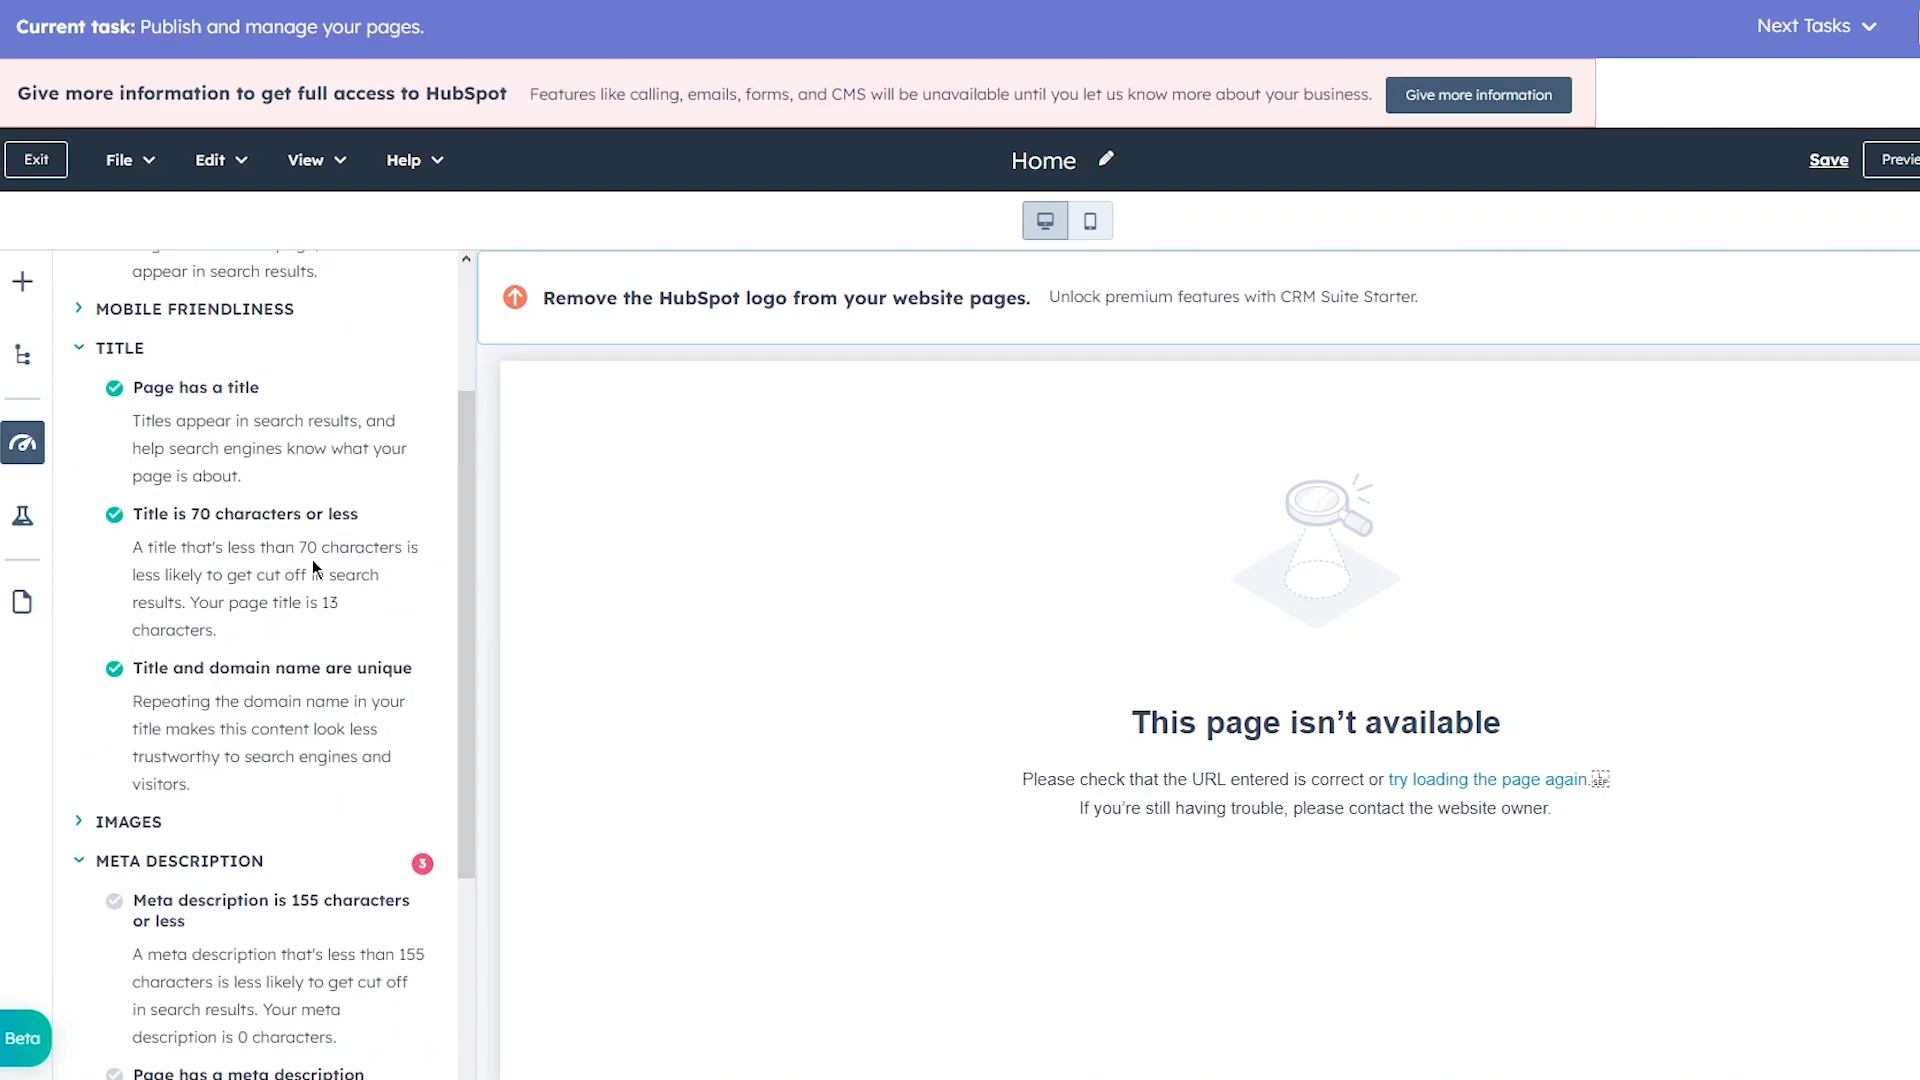 Current task: Publish and manage your pages.
Next Tasks
Give more information to get full access to HubSpot Features like calling, emails, forms, and CMS will be unavailable until you let us know more about your business. Give more information
Exit File Edit View Help Home Save Previe
appear in search results.
MOBILE FRIENDLINESS
TITLE
Page has a title
Titles appear in search results, and
help search engines know what your
page is about.
Title is 70 characters or less
A title that's less than 70 characters is
less likely to get cut off in search
results. Your page title is 13
characters.
Title and domain name are unique
Repeating the domain name in your
title makes this content look less
trustworthy to search engines and
visitors.
IMAGES
META DESCRIPTION 3
Meta description is 155 characters
or less
A meta description that's less than 155
characters is less likely to get cut off
in search results. Your meta
description is 0 characters.
Page has a meta description
Beta
Remove the HubSpot logo from your website pages. Unlock premium features with CRM Suite Starter.
This page isn’t available
Please check that the URL entered is correct or try loading the page again.
If you’re still having trouble, please contact the website owner.